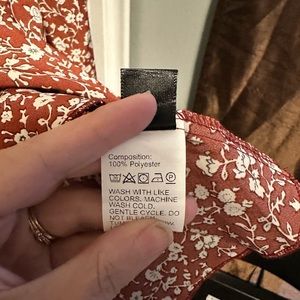 Composition:
100% Polyester
WASH WITH LIKE
COLORS, MACHINE
WASH COLD.
GENTLE CYCLE. DO
NOT BLEACH.